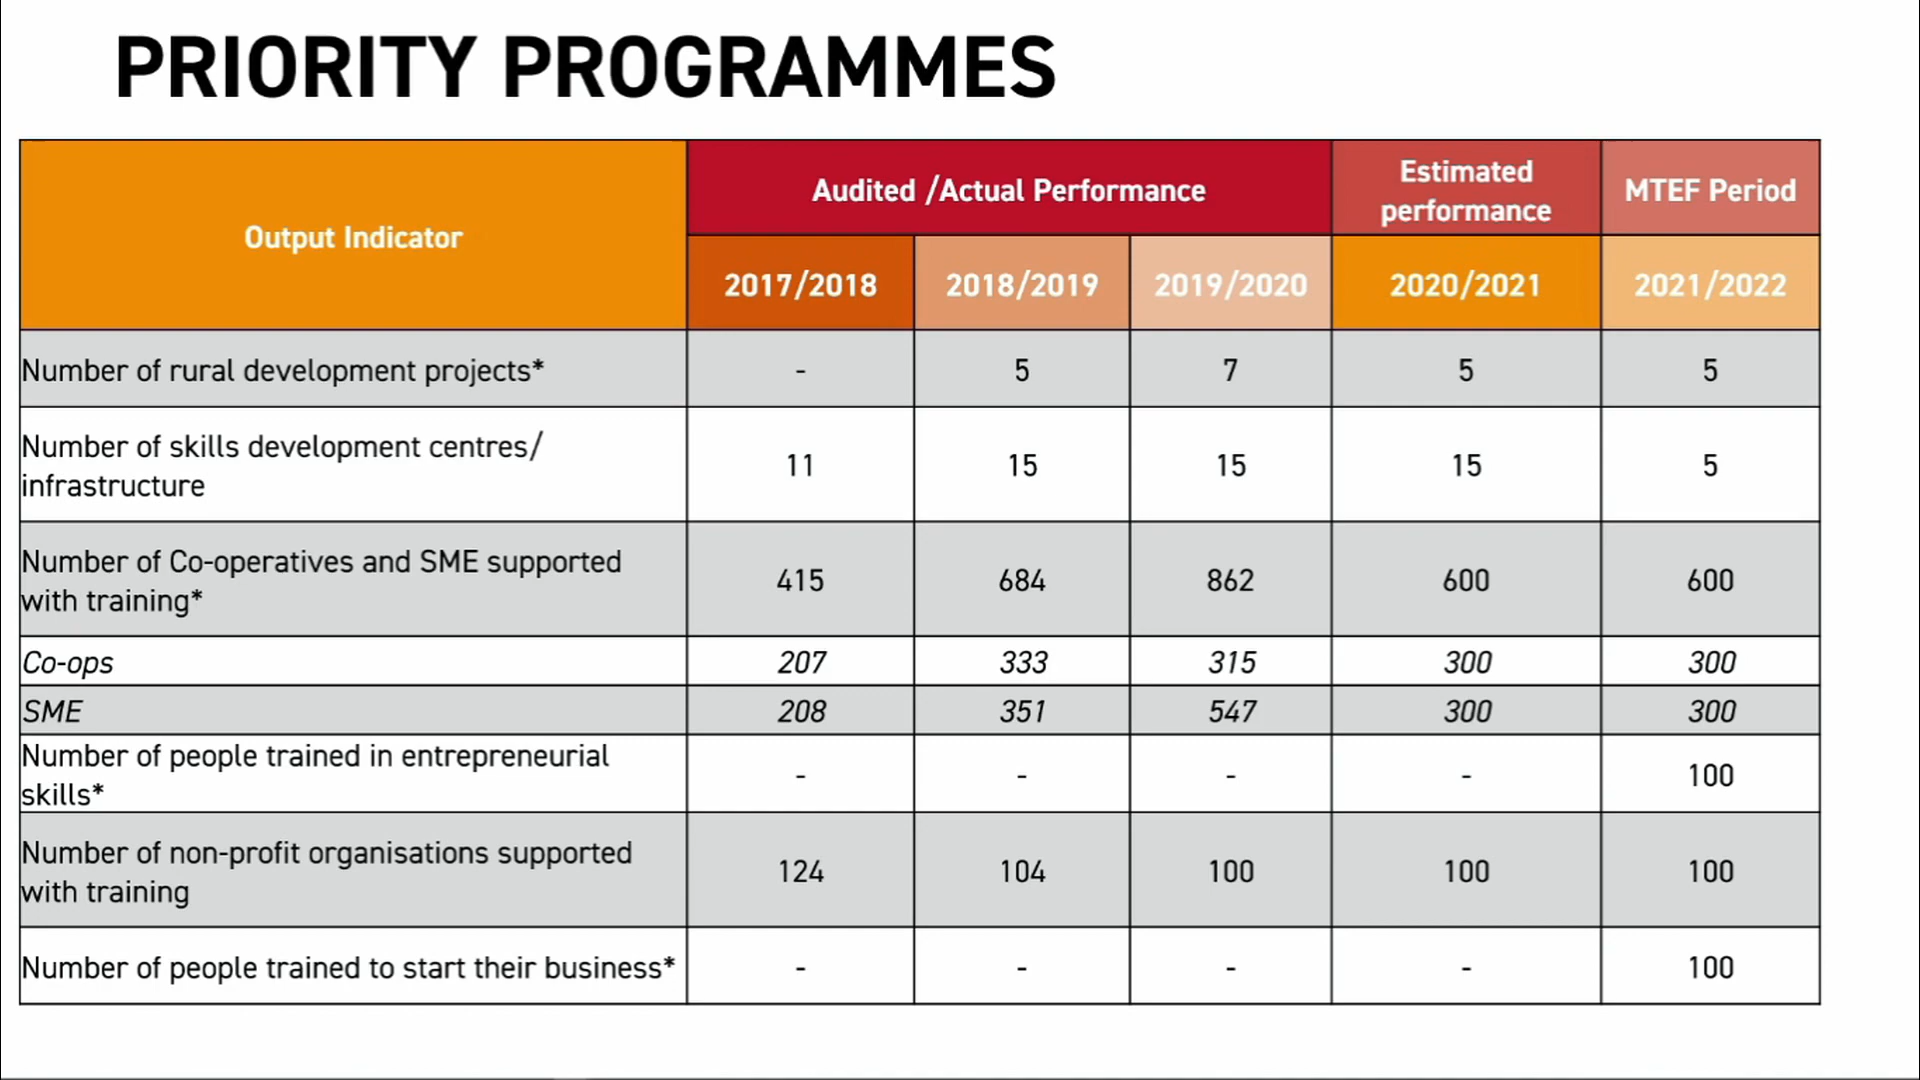 PRIORITY PROGRAMMES
Output Indicator
Audited /Actual Performance
Estimated
performance
MTEF Period
2017/2018
2018/2019
2019/2020
2020/2021
2021/2022
Number of rural development projects*
-
5
7
5
5
Number of skills development centres/
infrastructure
11
15
15
15
5
Number of Co-operatives and SME supported
with training*
415
684
862
600
600
Co-ops
207
333
315
300
300
SME
208
351
547
300
300
Number of people trained in entrepreneurial
skills*
-
-
-
-
100
Number of non-profit organisations supported
with training
124
104
100
100
100
Number of people trained to start their business*
-
-
-
-
100